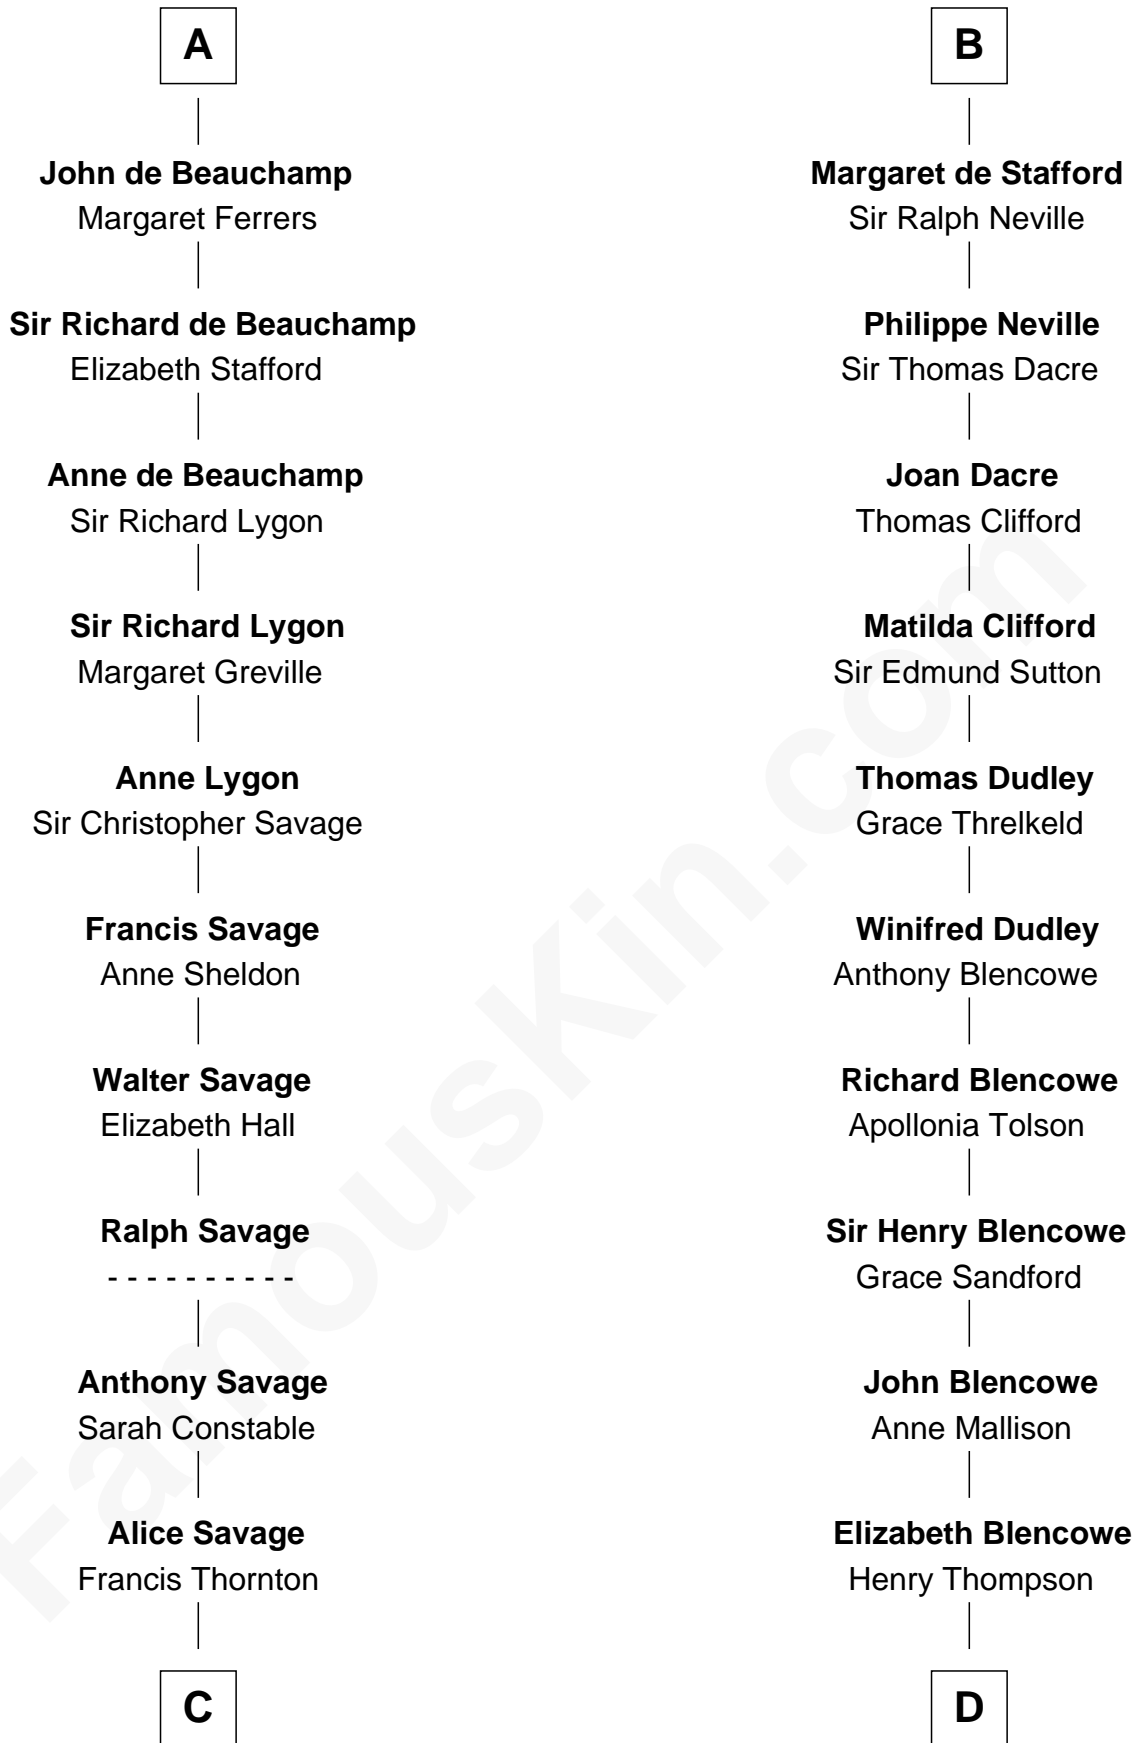 A
John de Beauchamp
Margaret Ferrers
Sir Richard de Beauchamp
Elizabeth Stafford
Anne de Beauchamp
Sir Richard Lygon
Sir Richard Lygon
Margaret Greville
Anne Lygon
Sir Christopher Savage
Francis Savage
Anne Sheldon
Walter Savage
Elizabeth Hall
Ralph Savage
- - - - - - - - - -
Anthony Savage
Sarah Constable
Alice Savage
Francis Thornton
C
B
Margaret de Stafford
Sir Ralph Neville
Philippe Neville
Sir Thomas Dacre
Joan Dacre
Thomas Clifford
Matilda Clifford
Sir Edmund Sutton
Thomas Dudley
Grace Threlkeld
Winifred Dudley
Anthony Blencowe
Richard Blencowe
Apollonia Tolson
Sir Henry Blencowe
Grace Sandford
John Blencowe
Anne Mallison
Elizabeth Blencowe
Henry Thompson
D
FamousKin.com